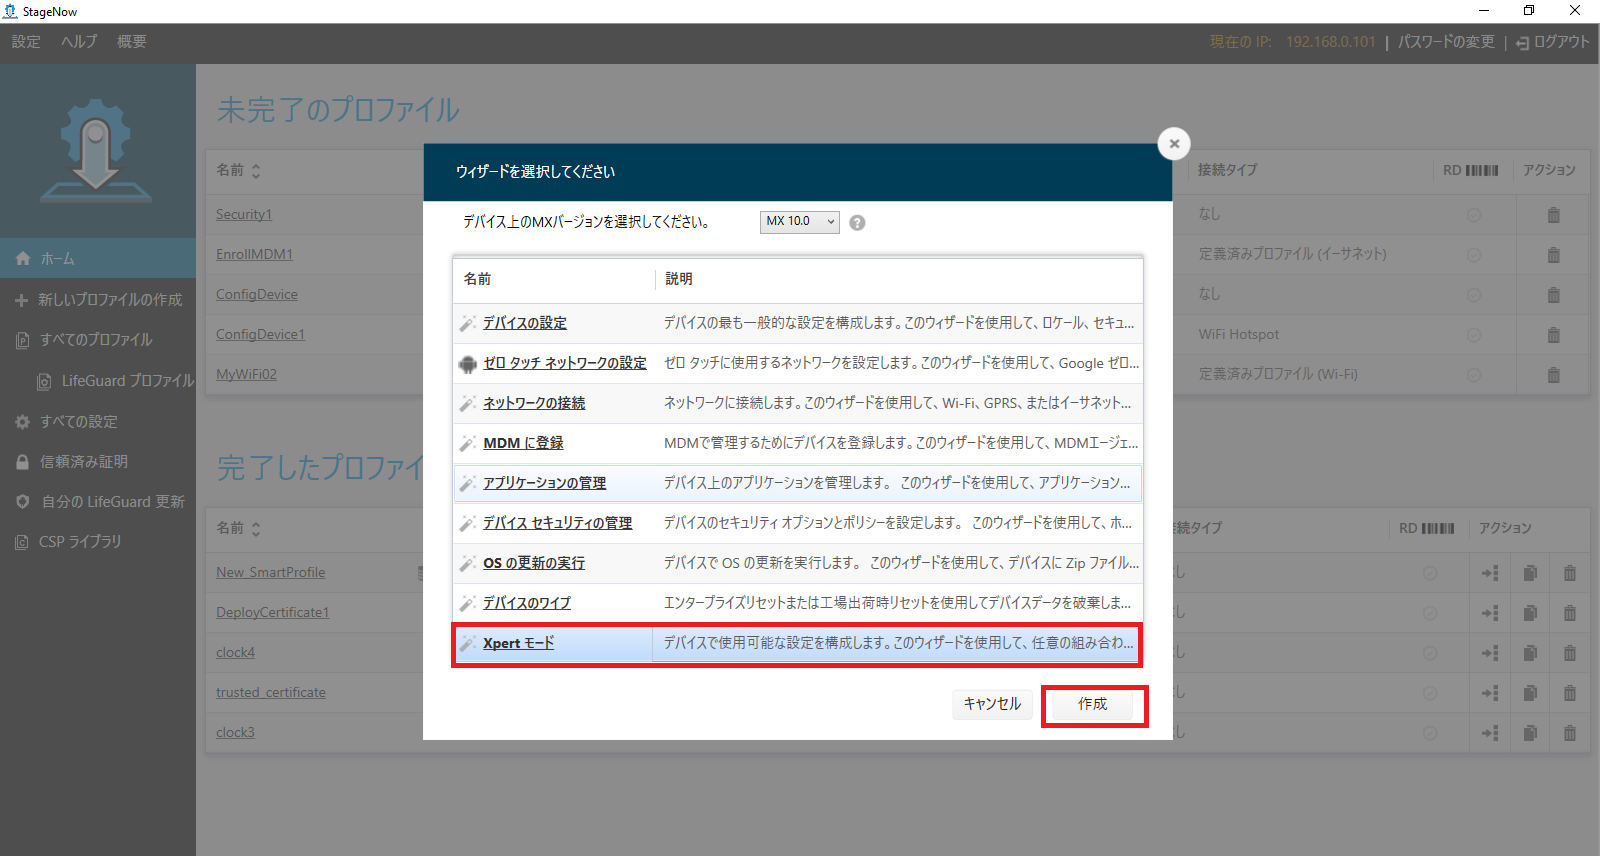 StageNow
設定 ヘルプ 概要
現在の IP: 192.168.0.101 | パスワードの変更 | ログアウト
ホーム
新しいプロファイルの作成
すべてのプロファイル
LifeGuard プロファイル
すべての設定
信頼済み証明
自分の LifeGuard 更新
CSP ライブラリ
未完了のプロファイル
名前 接続タイプ RD アクション
Security1 なし
EnrollMDM1 定義済みプロファイル (イーサネット)
ConfigDevice なし
ConfigDevice1 WiFi Hotspot
MyWiFi02 定義済みプロファイル (Wi-Fi)
完了したプロファイ
名前 続タイプ RD アクション
New_SmartProfile し
DeployCertificate1 し
clock4 し
trusted_certificate し
clock3 し
ウィザードを選択してください
デバイス上のMXバージョンを選択してください。 MX 10.0 ?
名前 説明
デバイスの設定 デバイスの最も一般的な設定を構成します。このウィザードを使用して、ロケール、セキュ...
ゼロ タッチ ネットワークの設定 ゼロ タッチに使用するネットワークを設定します。このウィザードを使用して、Google ゼロ...
ネットワークの接続 ネットワークに接続します。このウィザードを使用して、Wi-Fi、GPRS、またはイーサネット...
MDM に登録 MDMで管理するためにデバイスを登録します。このウィザードを使用して、MDMエージェ...
アプリケーションの管理 デバイス上のアプリケーションを管理します。 このウィザードを使用して、アプリケーション...
デバイス セキュリティの管理 デバイスのセキュリティ オプションとポリシーを設定します。 このウィザードを使用して、ホ...
OS の更新の実行 デバイスで OS の更新を実行します。 このウィザードを使用して、デバイスに Zip ファイル...
デバイスのワイプ エンタープライズリセットまたは工場出荷時リセットを使用してデバイスデータを破棄しま...
Xpert モード デバイスで使用可能な設定を構成します。このウィザードを使用して、任意の組み合わ...
キャンセル 作成